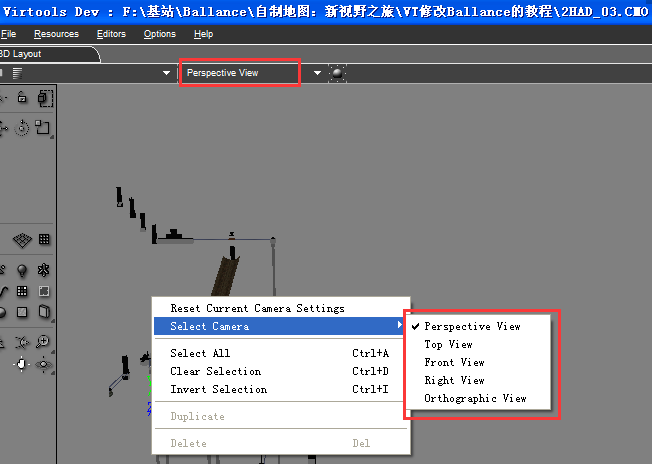 Virtools Dev : F:\基站\Ballance\自制地图：新视野之旅\VT修改Ballance的教程\2HAD_03.CMO
File Resources Editors Options Help
3D Layout
Perspective View
Reset Current Camera Settings
Select Camera
Select All Ctrl+A
Clear Selection Ctrl+D
Invert Selection Ctrl+I
Duplicate
Delete Del
Perspective View
Top View
Front View
Right View
Orthographic View